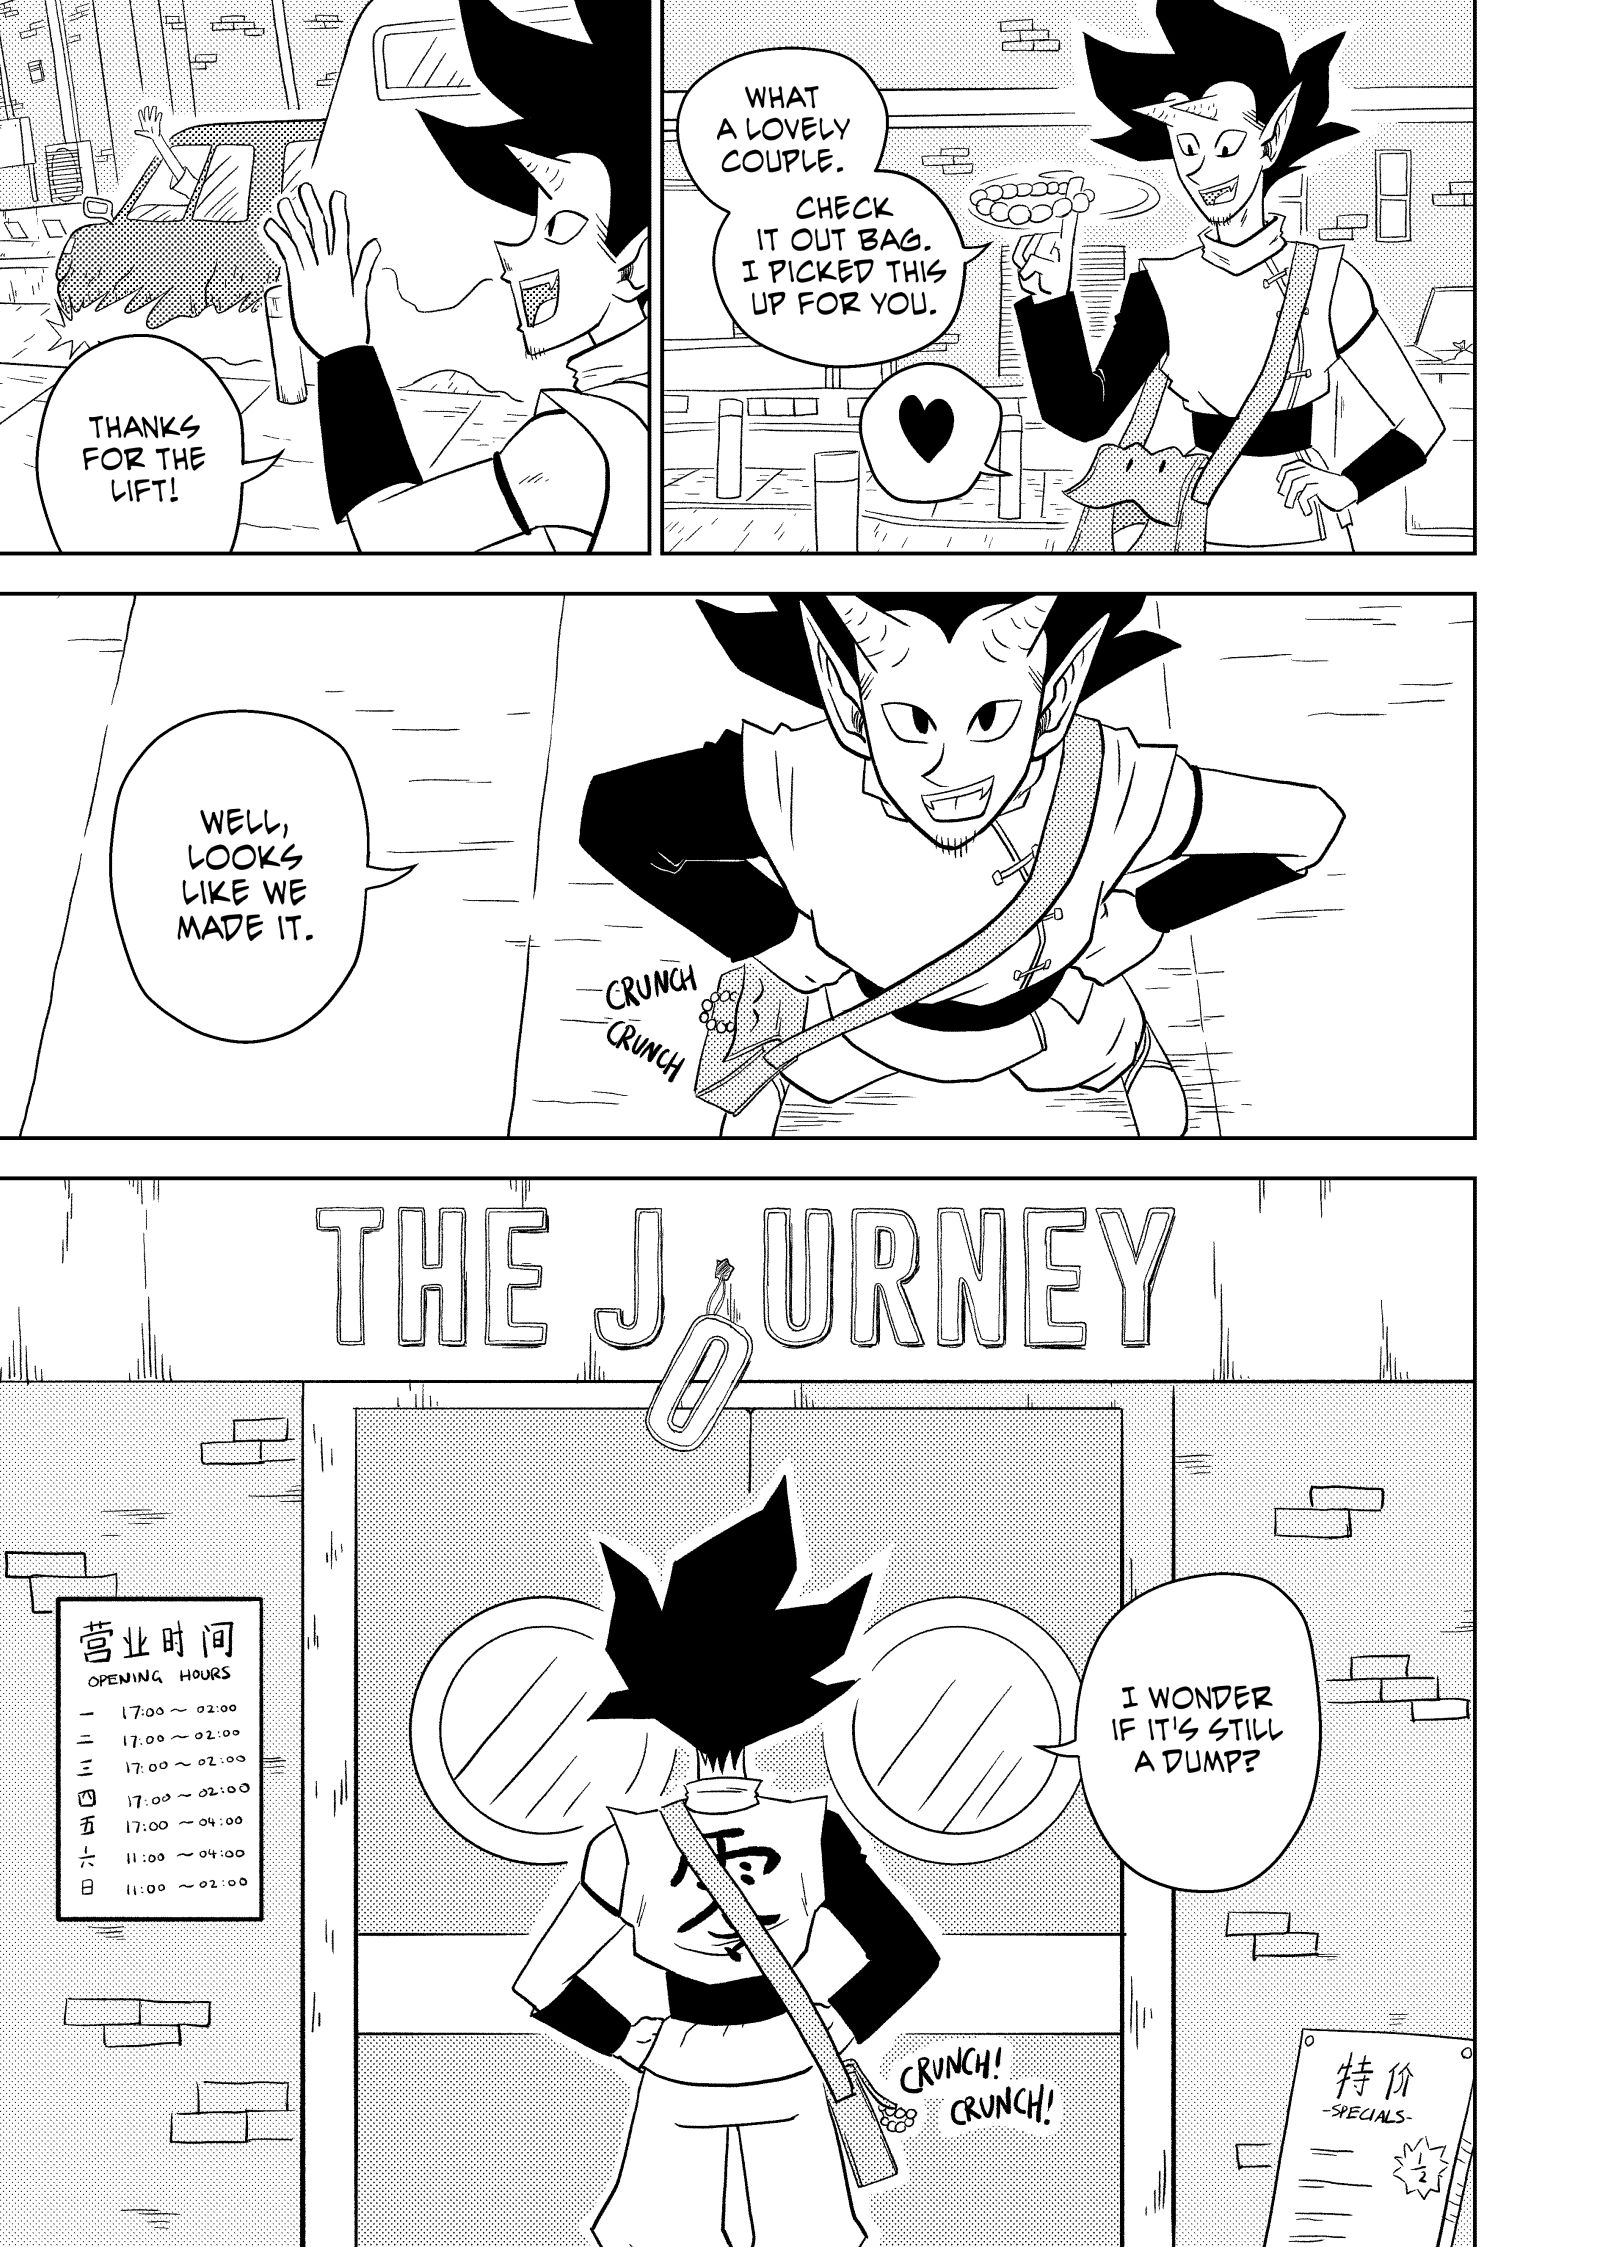 THANKS
FOR THE
LIFT!
WHAT
A LOVELY
COUPLE.
CHECK
IT OUT BAG.
I PICKED THIS
UP FOR YOU.
WELL,
LOOKS
LIKE WE
MADE IT.
CRUNCH
CRUNCH
THE JOURNEY
营业时间
OPENING HOURS
一 17:00 ~ 02:00
二 17:00 ~ 02:00
三 17:00 ~ 02:00
四 17:00 ~ 02:00
五 17:00 ~ 04:00
六 11:00 ~ 04:00
日 11:00 ~ 02:00
I WONDER
IF IT'S STILL
A DUMP?
CRUNCH!
CRUNCH!
特价
-SPECIALS-
1/2